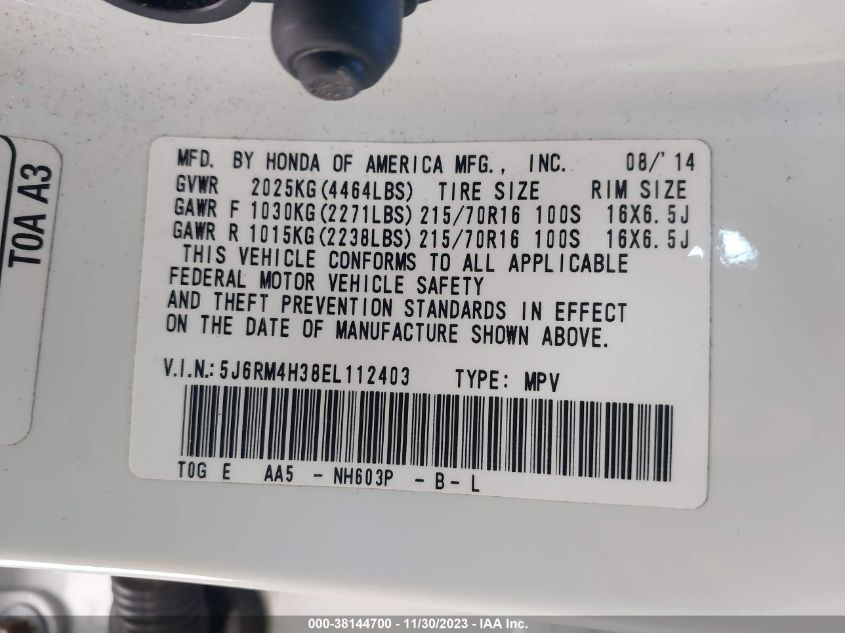 T0A A3
MFD. BY HONDA OF AMERICA MFG., INC. 08/'14
GVWR 2025KG(4464LBS) TIRE SIZE RIM SIZE
GAWR F 1030KG(2271LBS) 215/70R16 100S 16X6.5J
GAWR R 1015KG(2238LBS) 215/70R16 100S 16X6.5J
THIS VEHICLE CONFORMS TO ALL APPLICABLE
FEDERAL MOTOR VEHICLE SAFETY
AND THEFT PREVENTION STANDARDS IN EFFECT
ON THE DATE OF MANUFACTURE SHOWN ABOVE.
V.I.N.: 5J6RM4H38EL112403 TYPE: MPV
T0G E AA5 - NH603P - B - L
000-38144700 - 11/30/2023 - IAA Inc.